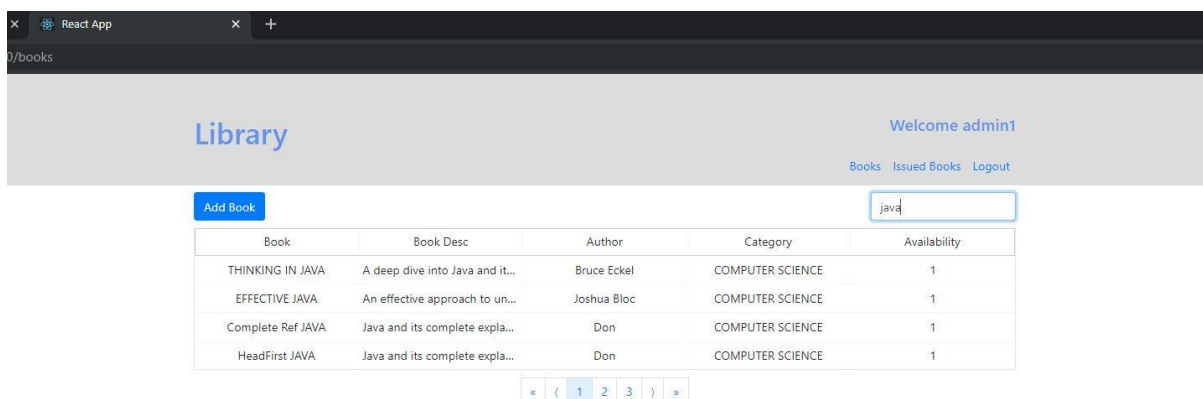 React App
0/books
Library
Welcome admin1
Books Issued Books Logout
Add Book
java
Book Book Desc Author Category Availability
THINKING IN JAVA A deep dive into Java and it... Bruce Eckel COMPUTER SCIENCE 1
EFFECTIVE JAVA An effective approach to un... Joshua Bloc COMPUTER SCIENCE 1
Complete Ref JAVA Java and its complete expla... Don COMPUTER SCIENCE 1
HeadFirst JAVA Java and its complete expla... Don COMPUTER SCIENCE 1
« ⟨ 1 2 3 ⟩ »